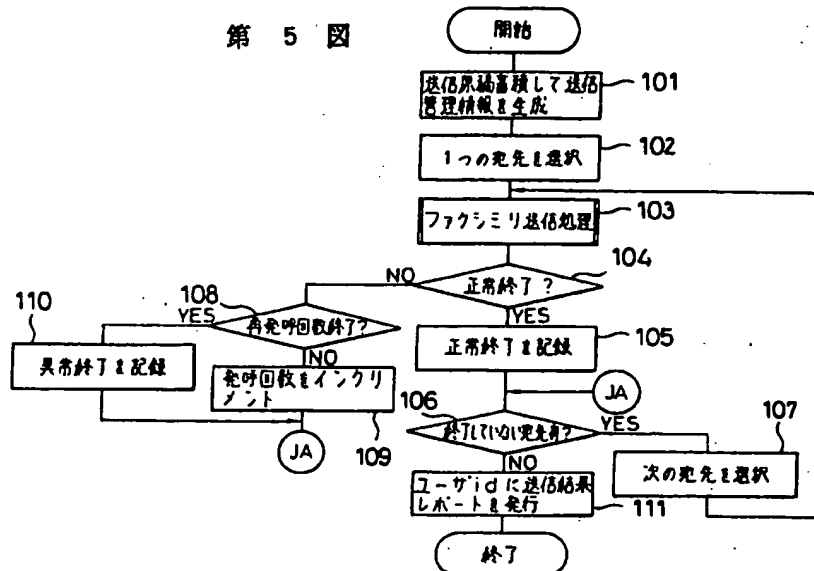 第 5 図
開始
送信原稿蓄積して送信
管理情報を生成
101
1つの宛先を選択
102
ファクシミリ送信処理
103
正常終了?
104
NO
YES
108
再発呼回数終了?
YES
NO
110
異常終了を記録
発呼回数をインクリ
メント
109
JA
正常終了を記録
105
JA
106
終了していない宛先有?
YES
NO
107
次の宛先を選択
ユーザidに送信結果
レポートを発行
111
終了